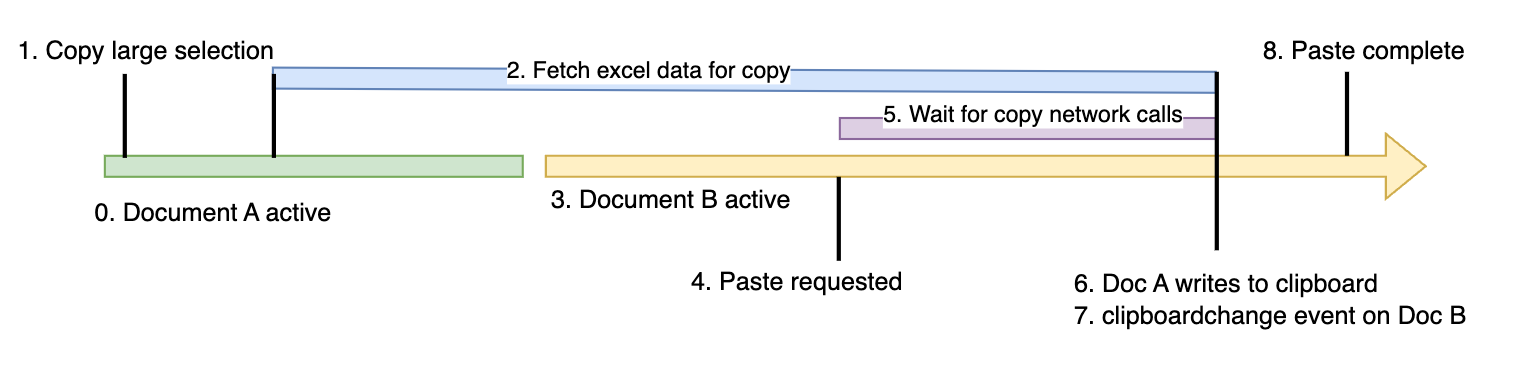 1. Copy large selection
8. Paste complete
2. Fetch excel data for copy
5. Wait for copy network calls
0. Document A active
3. Document B active
4. Paste requested
6. Doc A writes to clipboard
7. clipboardchange event on Doc B